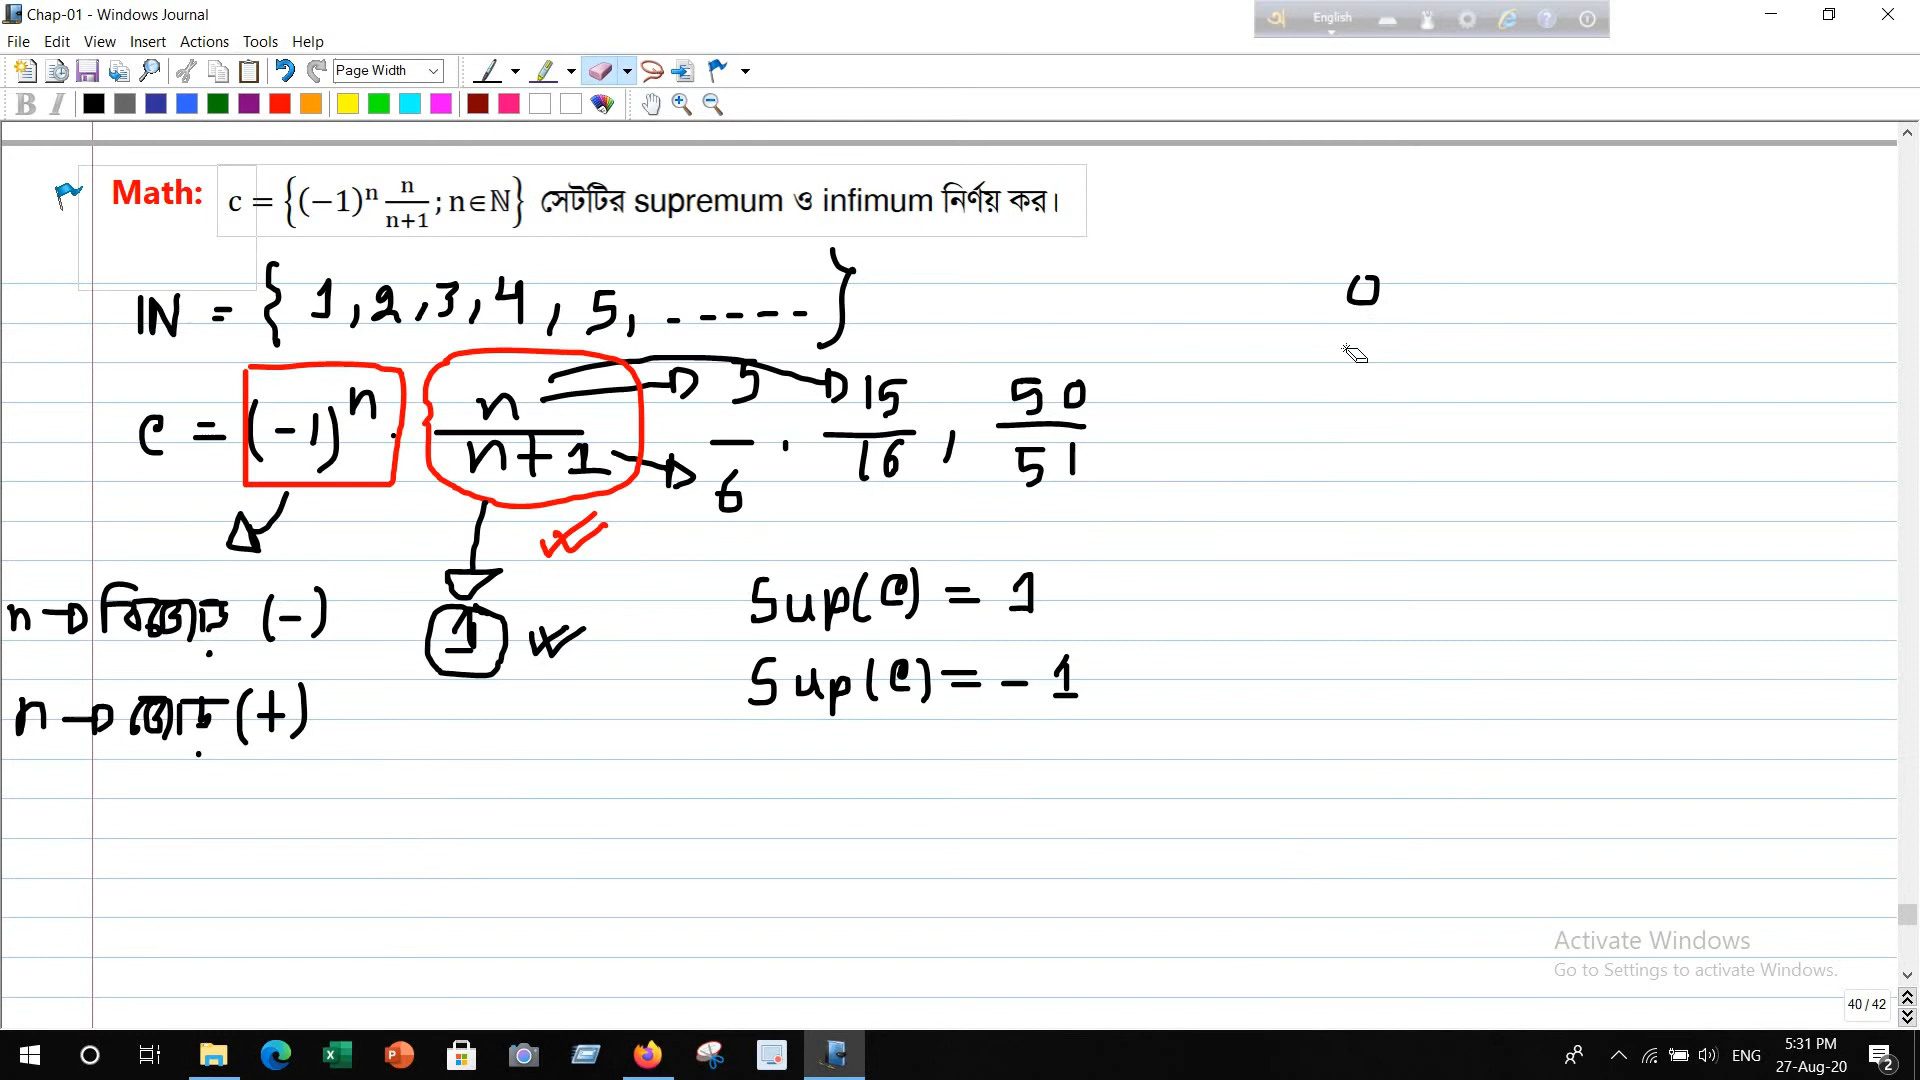 Chap-01 - Windows Journal
English
File Edit View Insert Actions Tools Help
Page Width
B I
Math: c = {(−1)ⁿ n/n+1 ; n∈ℕ} সেটটির supremum ও infimum নির্ণয় কর।
IN = { 1, 2, 3, 4, 5, ----- }
0
C = (-1)ⁿ . n/n+1 5/6 . 15/16 , 50/51
n → বিজোড় (-)
1
Sup(C) = 1
n → জোড় (+)
Sup(C) = - 1
Activate Windows
Go to Settings to activate Windows.
40 / 42
ENG
5:31 PM
27-Aug-20
2